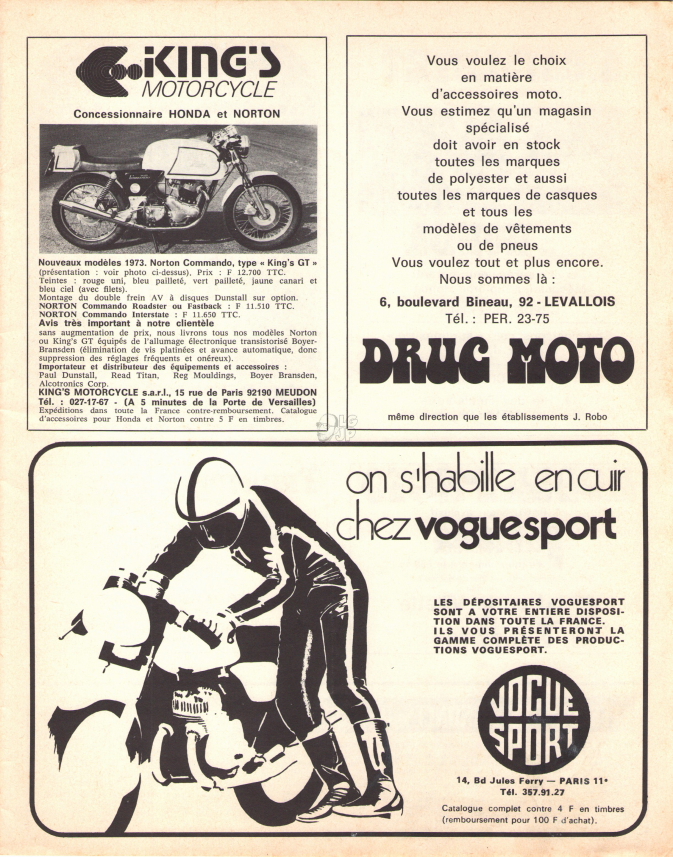 KING'S
MOTORCYCLE
Concessionnaire HONDA et NORTON
Nouveaux modèles 1973. Norton Commando, type « King's GT »
(présentation : voir photo ci-dessus), Prix : F 12.700 TTC.
Teintes : rouge uni, bleu pailleté, vert pailleté, jaune canari et
bleu ciel (avec filets).
Montage du double frein AV à disques Dunstall sur option.
NORTON Commando Roadster ou Fastback : F 11.510 TTC.
NORTON Commando Interstate : F 11.650 TTC.
Avis très important à notre clientèle
sans augmentation de prix, nous livrons tous nos modèles Norton
ou King's GT équipés de l'allumage électronique transistorisé Boyer-
Bransden (élimination de vis platinées et avance automatique, donc
suppression des réglages fréquents et onéreux).
Importateur et distributeur des équipements et accessoires :
Paul Dunstall, Read Titan, Reg Mouldings, Boyer Bransden,
Alcotronics Corp.
KING'S MOTORCYCLE s.a.r.l., 15 rue de Paris 92190 MEUDON
Tél. : 027-17-67 - (A 5 minutes de la Porte de Versailles)
Expéditions dans toute la France contre-remboursement. Catalogue
d'accessoires pour Honda et Norton contre 5 F en timbres.
Vous voulez le choix
en matière
d'accessoires moto.
Vous estimez qu'un magasin
spécialisé
doit avoir en stock
toutes les marques
de polyester et aussi
toutes les marques de casques
et tous les
modèles de vêtements
ou de pneus
Vous voulez tout et plus encore.
Nous sommes là :
6, boulevard Bineau, 92 - LEVALLOIS
Tél. : PER. 23-75
DRUG MOTO
même direction que les établissements J. Robo
on s'habille en cuir
chez voguesport
LES DÉPOSITAIRES VOGUESPORT
SONT A VOTRE ENTIERE DISPOSI-
TION DANS TOUTE LA FRANCE.
ILS VOUS PRÉSENTERONT LA
GAMME COMPLÈTE DES PRODUC-
TIONS VOGUESPORT.
VOGUE
SPORT
14, Bd Jules Ferry — PARIS 11e
Tél. 357.91.27
Catalogue complet contre 4 F en timbres
(remboursement pour 100 F d'achat).